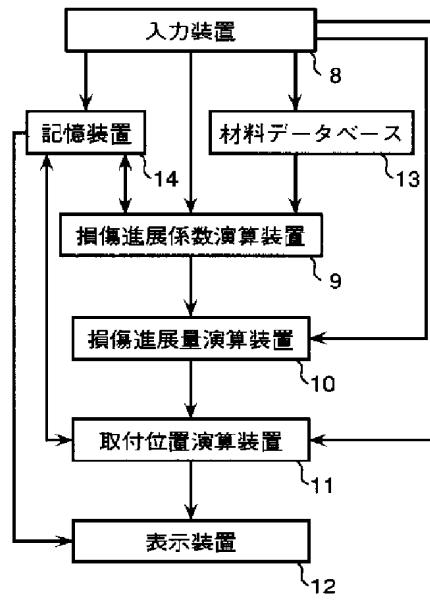 入力装置
8
記憶装置
14
材料データベース
13
損傷進展係数演算装置
9
損傷進展量演算装置
10
取付位置演算装置
11
表示装置
12